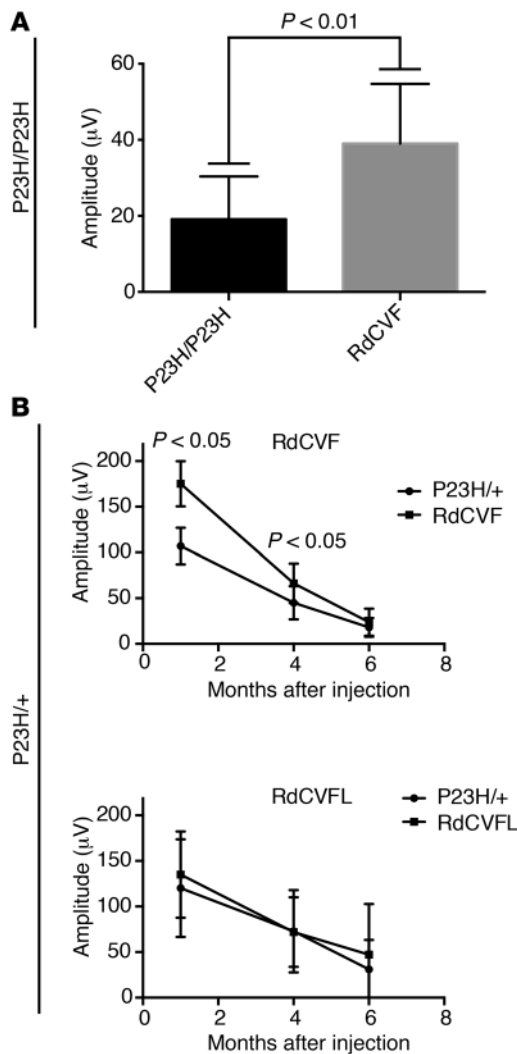 A
P < 0.01
P23H/P23H
Amplitude (µV)
60
40
20
0
P23H/P23H
RdCVF
B
P23H/+
RdCVF
P < 0.05
P < 0.05
P23H/+
RdCVF
Amplitude (µV)
200
150
100
50
0
0 2 4 6 8
Months after injection
RdCVFL
P23H/+
RdCVFL
Amplitude (µV)
200
150
100
50
0
0 2 4 6 8
Months after injection